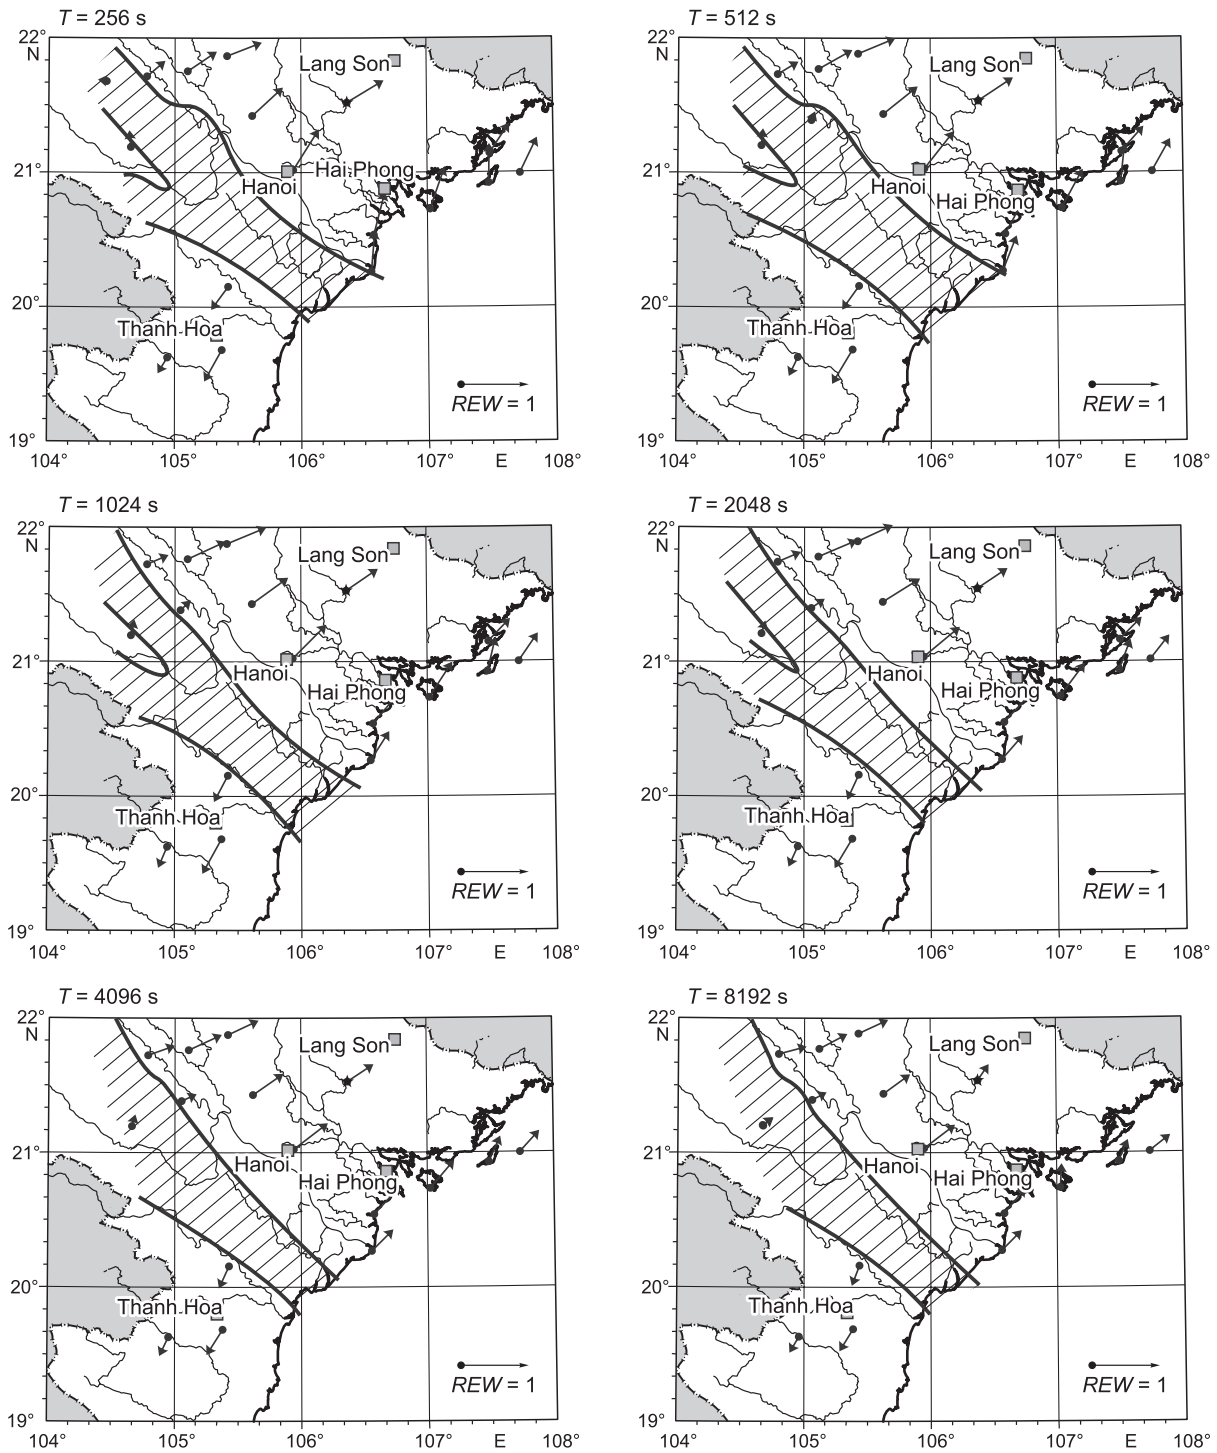 T = 256 s
22°
N
Lang Son
21°
Hai Phong
Hanoi
20°
Thanh Hoa
REW = 1
19°
104 105 106 107° E 108°
T = 512 s
22°
N
Lang Son
21°
Hanoi
Hai Phong
20°
Thanh Hoa
REW = 1
19°
104 105 106 107° E 108°
T = 1024 s
22°
N
Lang Son
21°
Hanoi
Hai Phong
20°
Thanh Hoa
REW = 1
19°
104 105 106 107° E 108°
T = 2048 s
22°
N
Lang Son
21°
Hanoi
Hai Phong
20°
Thanh Hoa
REW = 1
19°
104 105 106 107° E 108°
T = 4096 s
22°
N
Lang Son
21°
Hanoi
Hai Phong
20°
Thanh Hoa
REW = 1
19°
104 105 106 107° E 108°
T = 8192 s
22°
N
Lang Son
21°
Hanoi
Hai Phong
20°
Thanh Hoa
REW = 1
19°
104 105 106 107° E 108°